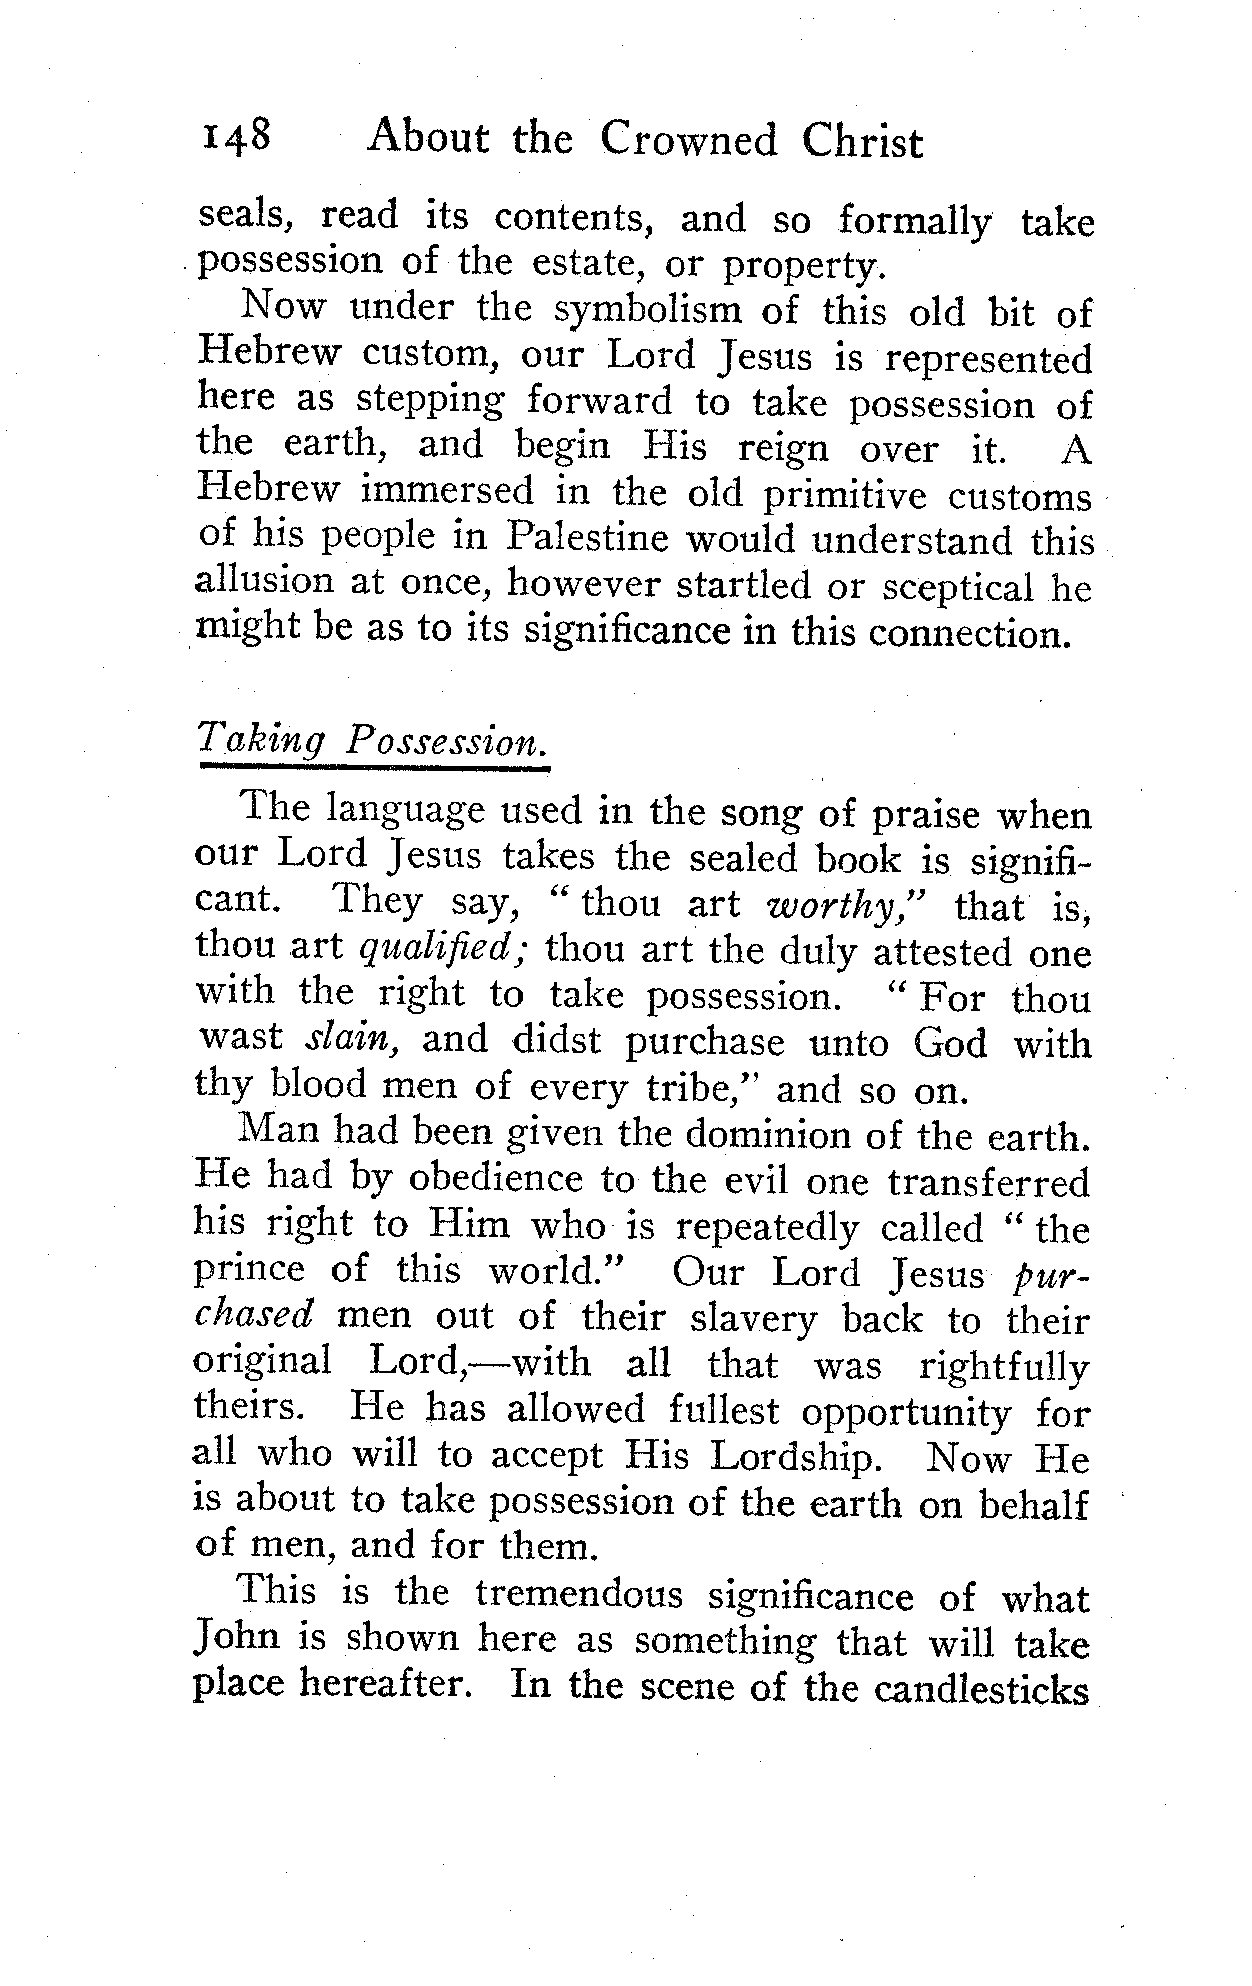 148 About the Crowned Christ
seals, read its contents, and so formally take
possession of the estate, or property.
Now under the symbolism of this old bit of
Hebrew custom, our Lord Jesus is represented
here as stepping forward to take possession of
the earth, and begin His reign over it. A
Hebrew immersed in the old primitive customs
of his people in Palestine would understand this
allusion at once, however startled or sceptical he
might be as to its significance in this connection.
Taking Possession.
The language used in the song of praise when
our Lord Jesus takes the sealed book is signifi-
cant. They say, " thou art worthy," that is,
thou art qualified; thou art the duly attested one
with the right to take possession. " For thou
wast slain, and didst purchase unto God with
thy blood men of every tribe," and so on.
Man had been given the dominion of the earth.
He had by obedience to the evil one transferred
his right to Him who is repeatedly called " the
prince of this world." Our Lord Jesus pur-
chased men out of their slavery back to their
original Lord,—with all that was rightfully
theirs. He has allowed fullest opportunity for
all who will to accept His Lordship. Now He
is about to take possession of the earth on behalf
of men, and for them.
This is the tremendous significance of what
John is shown here as something that will take
place hereafter. In the scene of the candlesticks